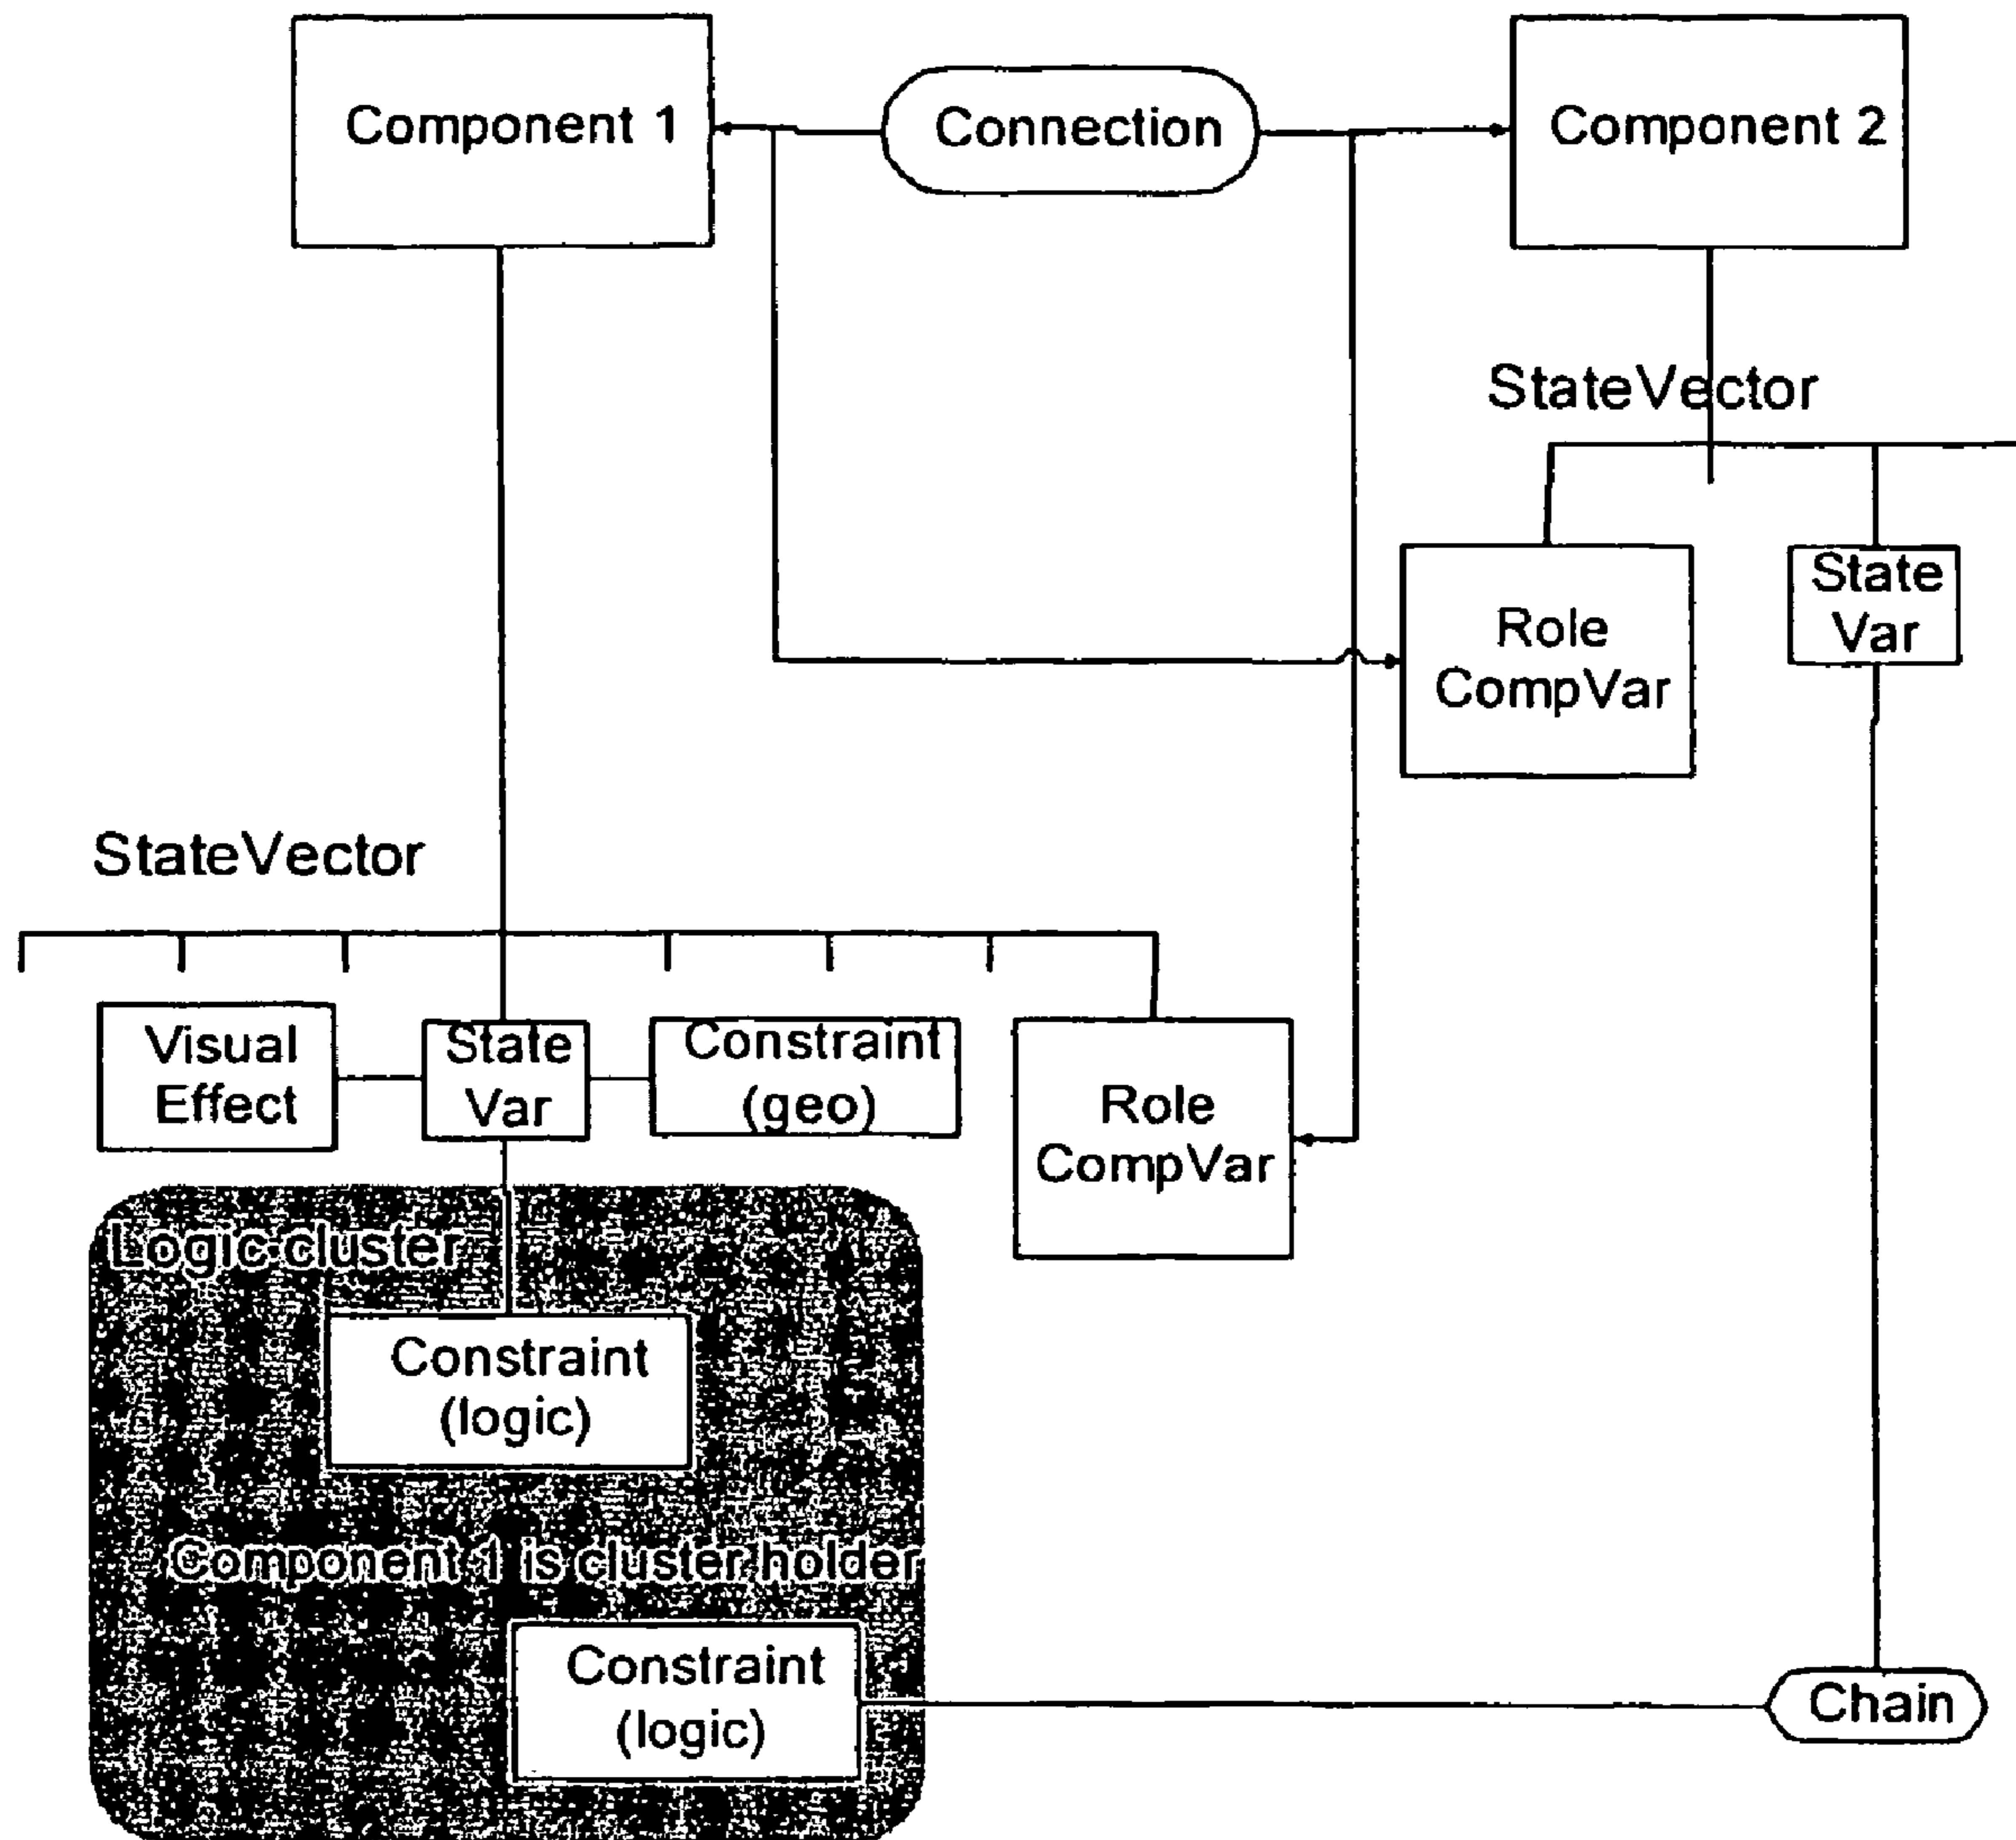 Component 1
Connection
Component 2
StateVector
State
Var
Role
CompVar
StateVector
Visual
Effect
State
Var
Constraint
(geo)
Role
CompVar
Logic cluster
Constraint
(logic)
Component 1 is cluster holder
Constraint
(logic)
Chain